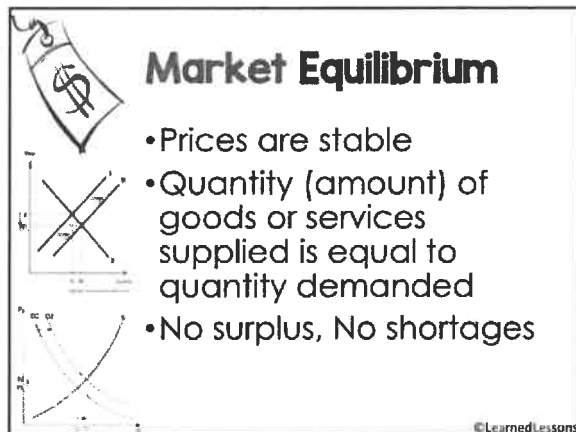 $
Market Equilibrium
•Prices are stable
•Quantity (amount) of
goods or services
supplied is equal to
quantity demanded
•No surplus, No shortages
©LearnedLessons